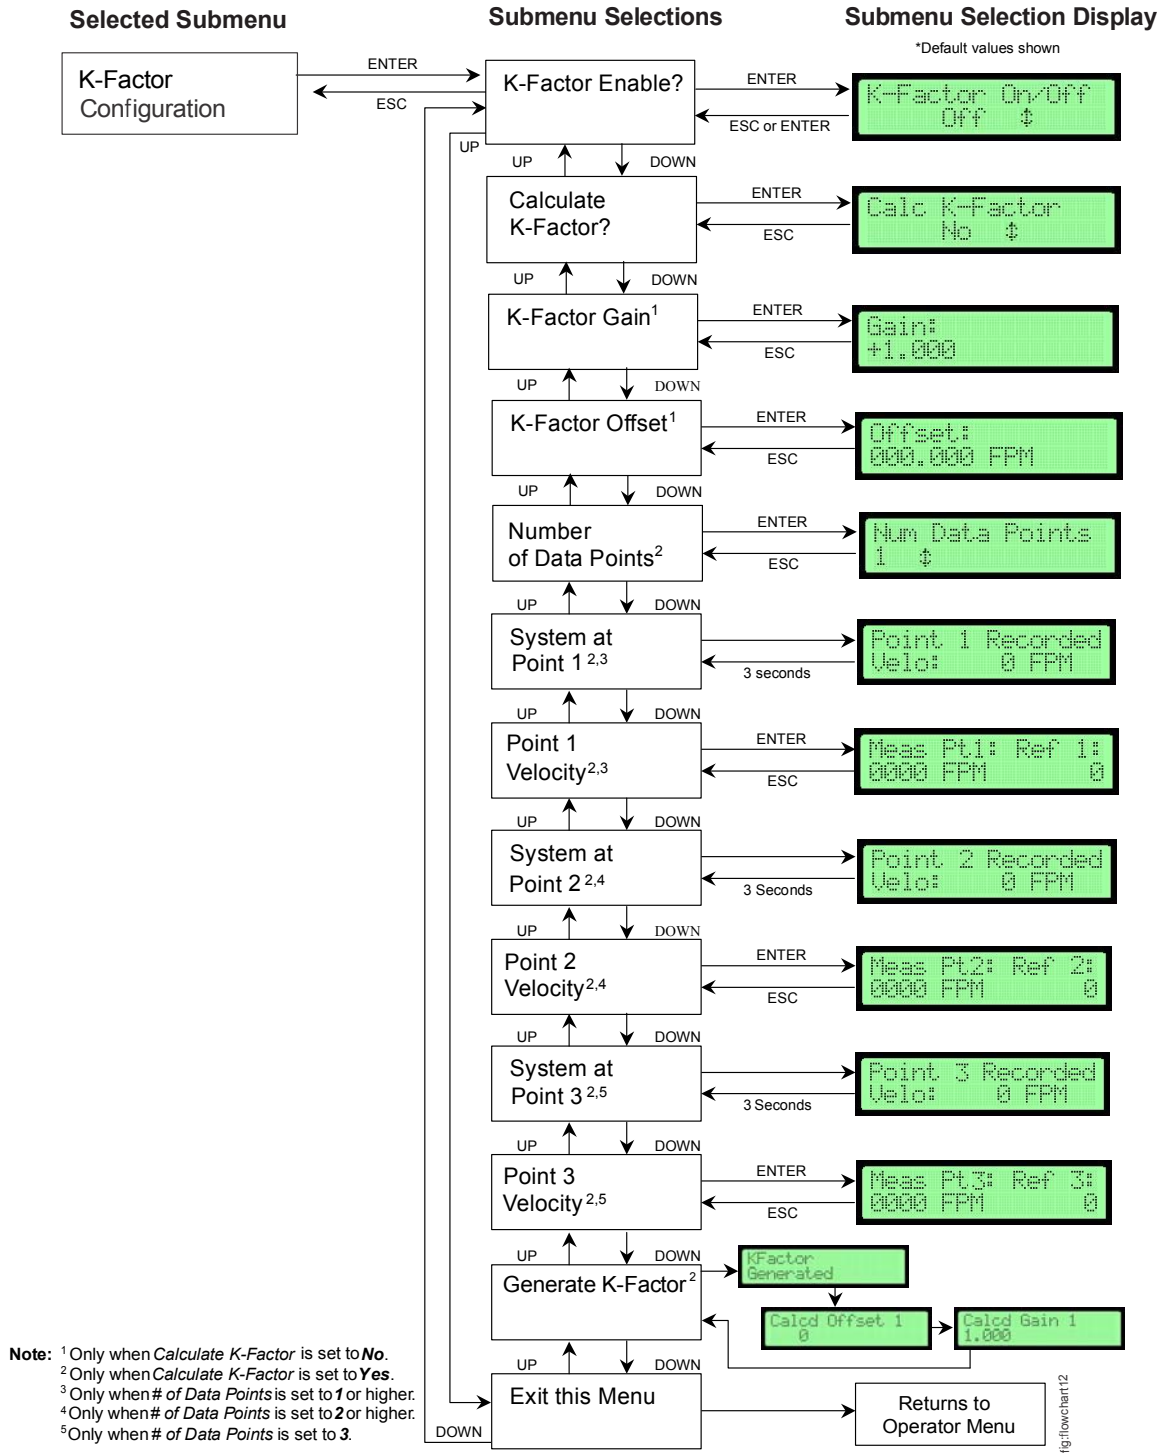 Selected Submenu
Submenu Selections
Submenu Selection Display
*Default values shown
K-Factor
Configuration
ENTER
ESC
K-Factor Enable?
ENTER
ESC or ENTER
K-Factor On/Off
Off ↕
UP
UP
DOWN
Calculate
K-Factor?
ENTER
ESC
Calc K-Factor
No ↕
UP
DOWN
K-Factor Gain¹
ENTER
ESC
Gain:
+1.000
UP
DOWN
K-Factor Offset¹
ENTER
ESC
Offset:
000.000 FPM
UP
DOWN
Number
of Data Points²
ENTER
ESC
Num Data Points
1 ↕
UP
DOWN
System at
Point 1 ²,³
3 seconds
Point 1 Recorded
Velo: 0 FPM
UP
DOWN
Point 1
Velocity²,³
ENTER
ESC
Meas Pt1: Ref 1:
0000 FPM 0
UP
DOWN
System at
Point 2 ²,⁴
3 Seconds
Point 2 Recorded
Velo: 0 FPM
UP
DOWN
Point 2
Velocity²,⁴
ENTER
ESC
Meas Pt2: Ref 2:
0000 FPM 0
UP
DOWN
System at
Point 3 ²,⁵
3 Seconds
Point 3 Recorded
Velo: 0 FPM
UP
DOWN
Point 3
Velocity²,⁵
ENTER
ESC
Meas Pt3: Ref 3:
0000 FPM 0
UP
DOWN
Generate K-Factor²
KFactor
Generated
Calcd Offset 1
0
Calcd Gain 1
1.000
UP
DOWN
Exit this Menu
DOWN
Returns to
Operator Menu
Note: ¹ Only when Calculate K-Factor is set to No.
² Only when Calculate K-Factor is set to Yes.
³ Only when # of Data Points is set to 1 or higher.
⁴ Only when # of Data Points is set to 2 or higher.
⁵ Only when # of Data Points is set to 3.
fig:flowchart12